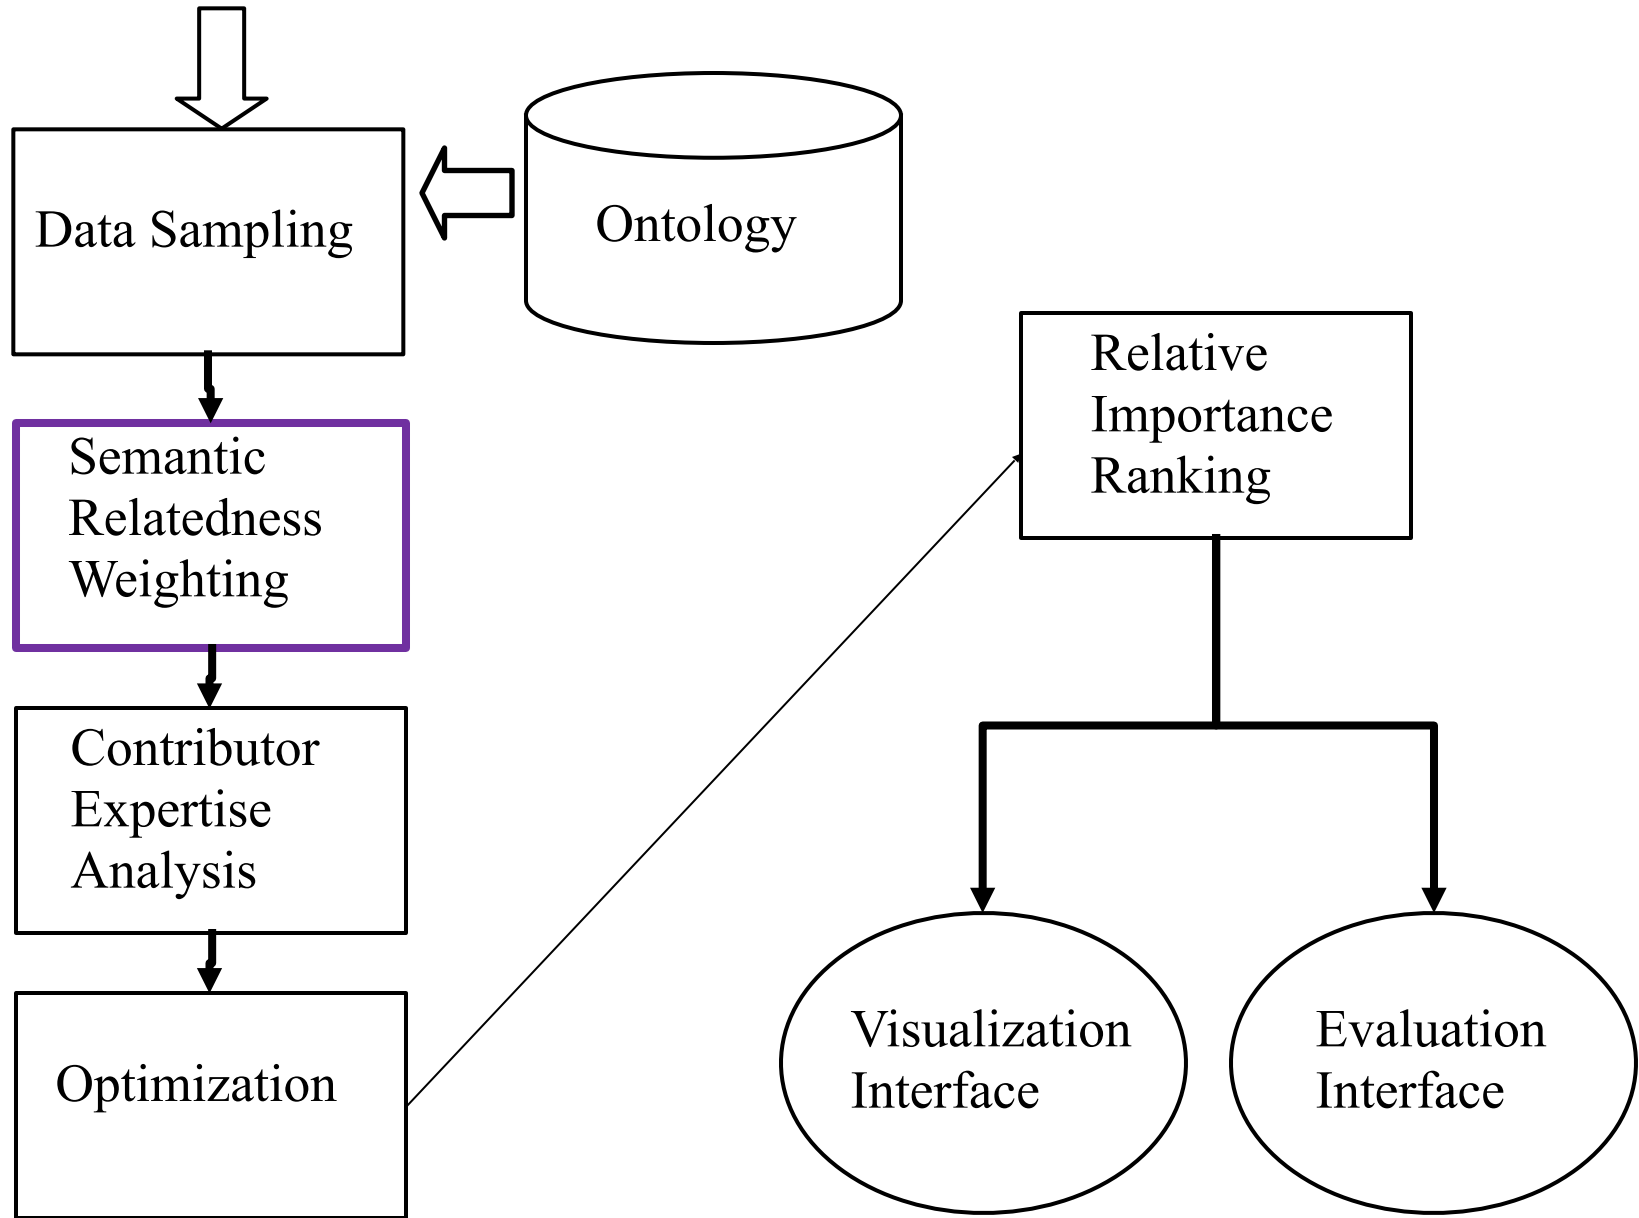 Data Sampling
Ontology
Semantic
Relatedness
Weighting
Contributor
Expertise
Analysis
Optimization
Relative
Importance
Ranking
Visualization
Interface
Evaluation
Interface